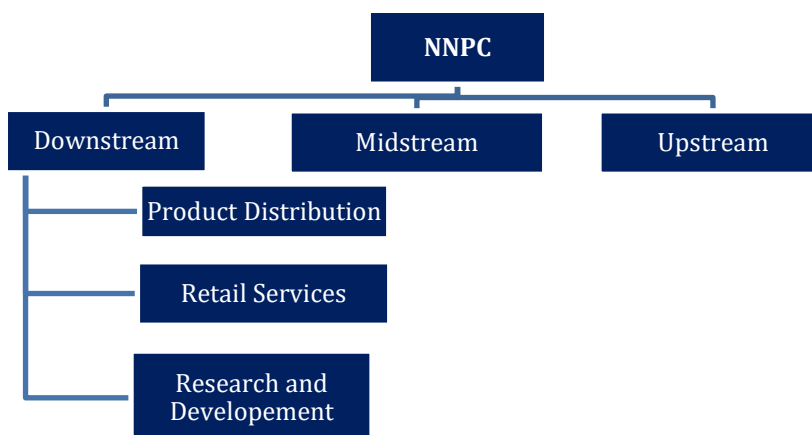 NNPC
Downstream
Midstream
Upstream
Product Distribution
Retail Services
Research and
Developement